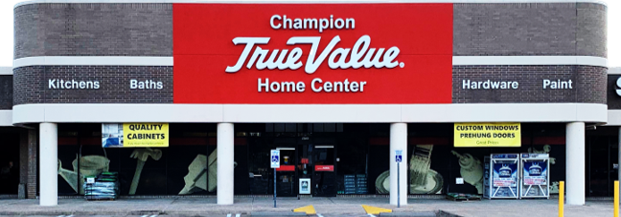 Champion
True Value.
Home Center
Kitchens Baths
Hardware Paint
QUALITY
CABINETS
CUSTOM WINDOWS
PREHUNG DOORS